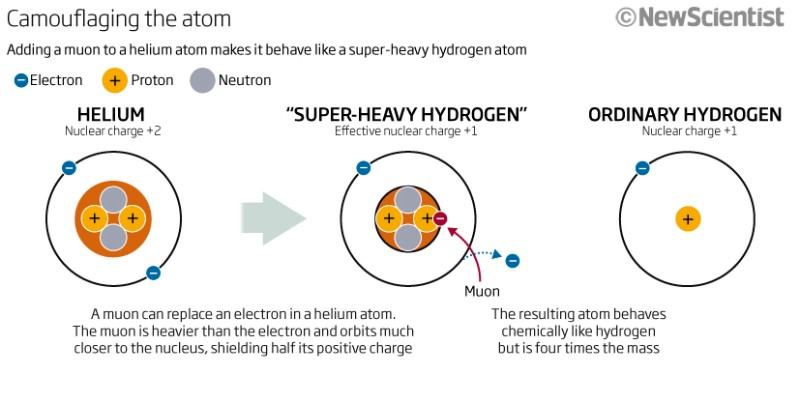 Camouflaging the atom
©NewScientist
Adding a muon to a helium atom makes it behave like a super-heavy hydrogen atom
− Electron + Proton Neutron
HELIUM
Nuclear charge +2
“SUPER-HEAVY HYDROGEN”
Effective nuclear charge +1
ORDINARY HYDROGEN
Nuclear charge +1
−
+ +
−
−
+ + −
−
−
+
Muon
A muon can replace an electron in a helium atom.
The muon is heavier than the electron and orbits much
closer to the nucleus, shielding half its positive charge
The resulting atom behaves
chemically like hydrogen
but is four times the mass